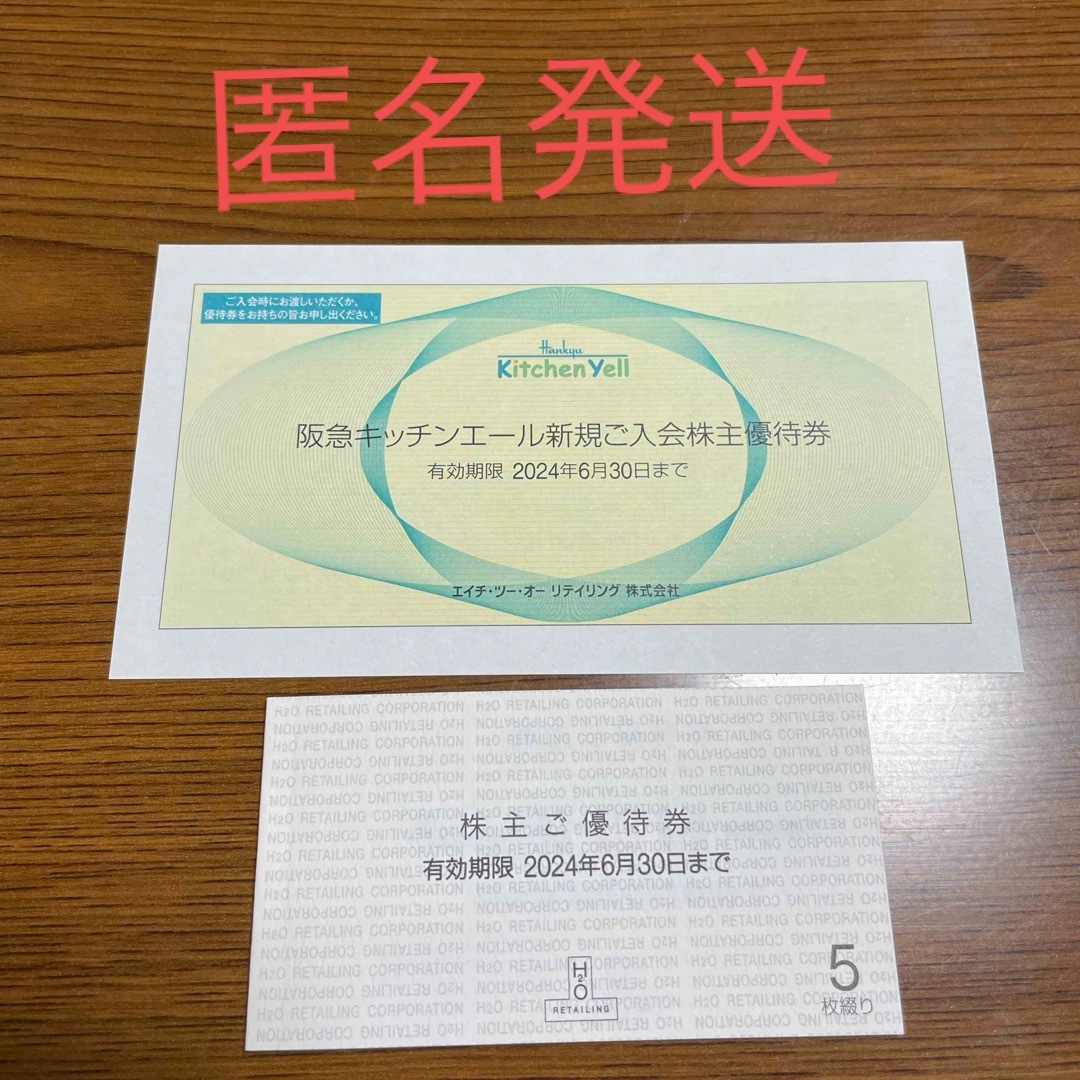 匿名発送
ご入会時にお渡しいただくか、
優待券をお持ちの旨お申し出ください。
Hankyu
Kitchen Yell
阪急キッチンエール新規ご入会株主優待券
有効期限 2024年6月30日まで
エイチ・ツー・オー リテイリング 株式会社
H2O RETAILING CORPORATION
株主ご優待券
有効期限 2024年6月30日まで
H2O
RETAILING
5
枚綴り